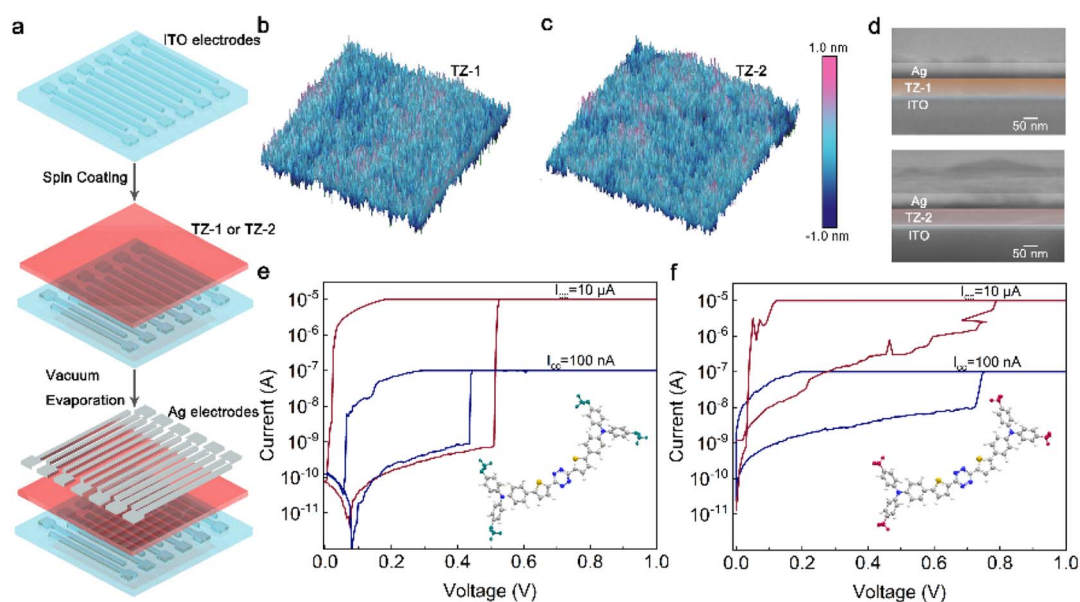 a
ITO electrodes
Spin Coating
TZ-1 or TZ-2
Vacuum
Evaporation
Ag electrodes
b
TZ-1
c
TZ-2
1.0 nm
-1.0 nm
d
Ag
TZ-1
ITO
50 nm
Ag
TZ-2
ITO
50 nm
e
Current (A)
10⁻⁵
10⁻⁶
10⁻⁷
10⁻⁸
10⁻⁹
10⁻¹⁰
10⁻¹¹
=10 μA
I_cc=100 nA
0.0 0.2 0.4 0.6 0.8 1.0
Voltage (V)
f
Current (A)
10⁻⁵
10⁻⁶
10⁻⁷
10⁻⁸
10⁻⁹
10⁻¹⁰
10⁻¹¹
=10 μA
=100 nA
0.0 0.2 0.4 0.6 0.8 1.0
Voltage (V)